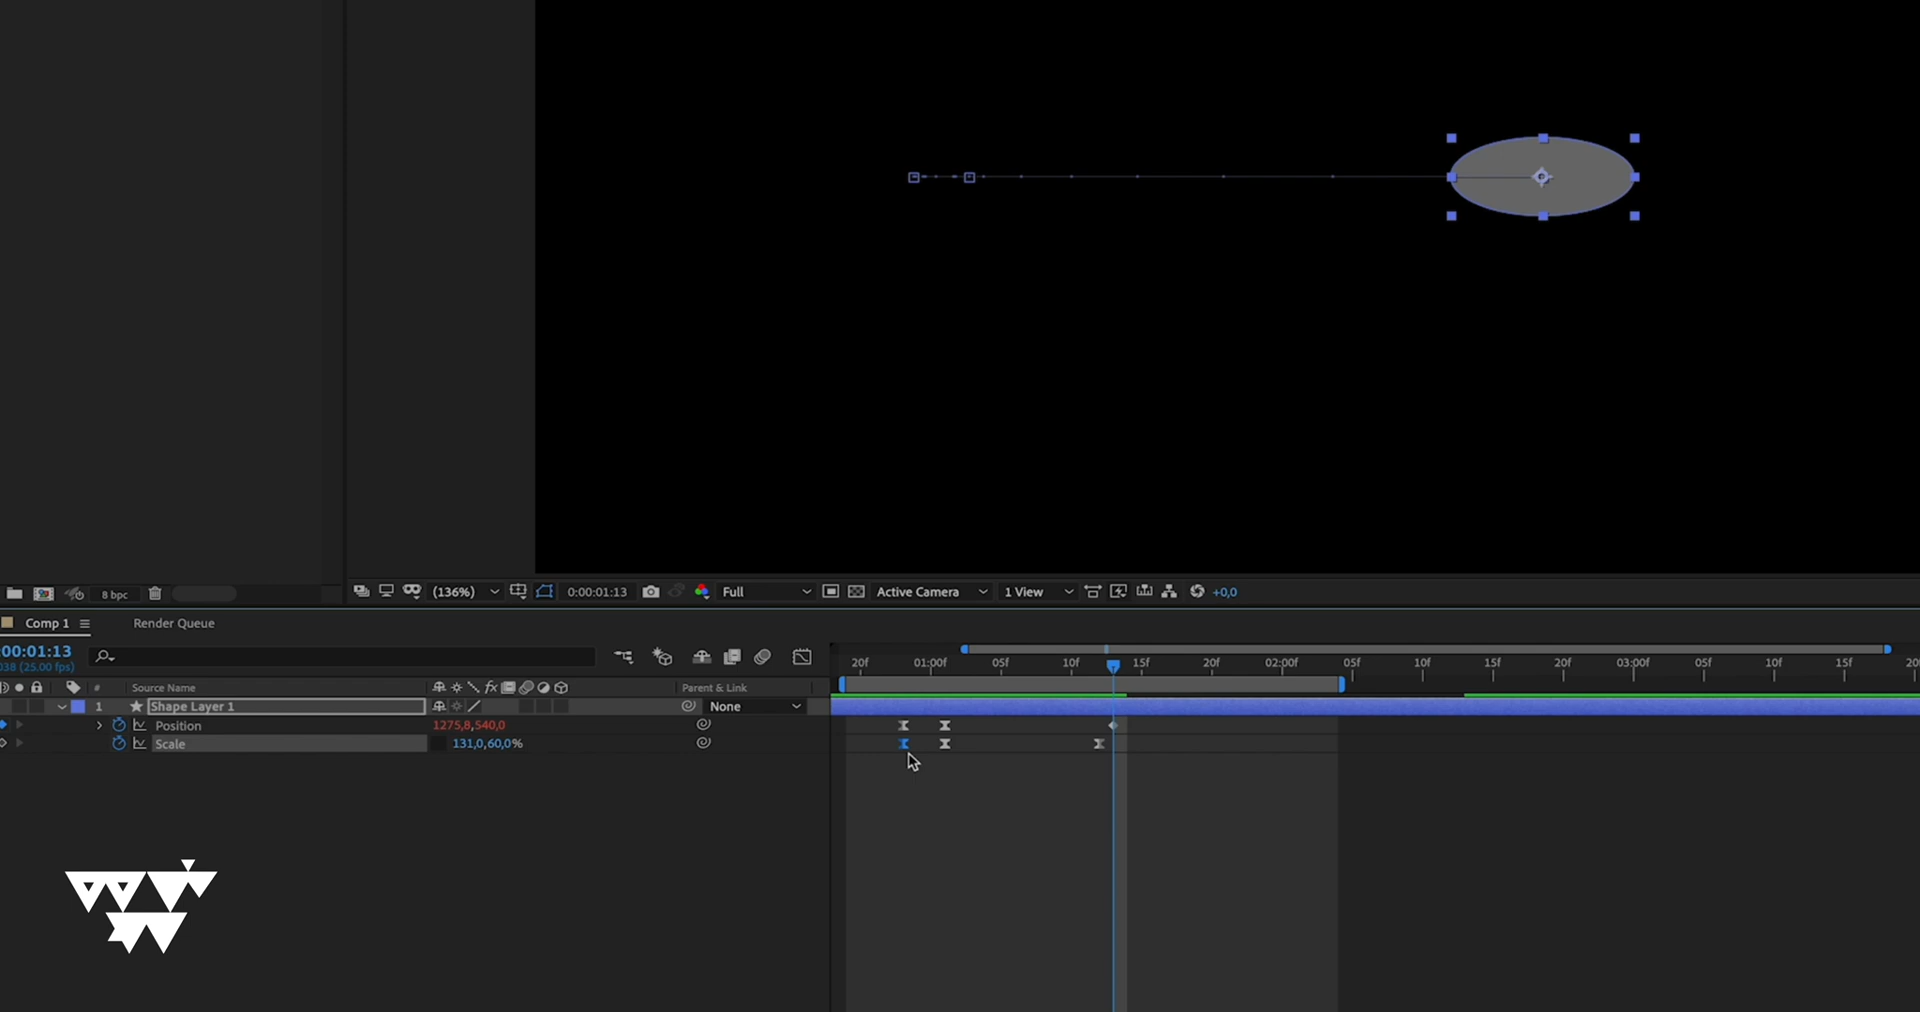 8 bpc
(136%)
0:00:01:13
Full
Active Camera
1 View
+0,0
Comp 1
Render Queue
:00:01:13
038 (25.00 fps)
20f
01:00f
05f
10f
15f
20f
02:00f
05f
10f
15f
20f
03:00f
05f
10f
15f
20
#
Source Name
fx
Parent & Link
1
Shape Layer 1
None
Position
1275,8,540,0
Scale
131,0,60,0%